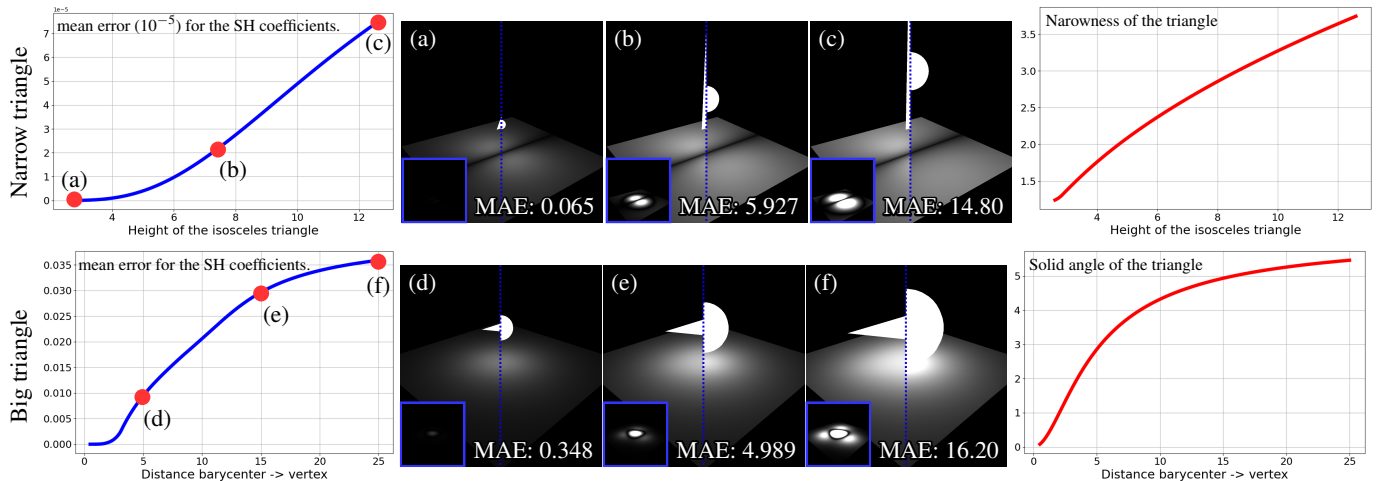 Narrow triangle
1e−5
mean error (10⁻⁵) for the SH coefficients.
7
6
5
4
3
2
1
0
(a)
(b)
(c)
4
6
8
10
12
Height of the isosceles triangle
(a)
MAE: 0.065
(b)
MAE: 5.927
(c)
MAE: 14.80
Narowness of the triangle
3.5
3.0
2.5
2.0
1.5
4
6
8
10
12
Height of the isosceles triangle
Big triangle
mean error for the SH coefficients.
0.035
0.030
0.025
0.020
0.015
0.010
0.005
0.000
(d)
(e)
(f)
0
5
10
15
20
25
Distance barycenter -> vertex
(d)
MAE: 0.348
(e)
MAE: 4.989
(f)
MAE: 16.20
Solid angle of the triangle
5
4
3
2
1
0
0
5
10
15
20
25
Distance barycenter -> vertex